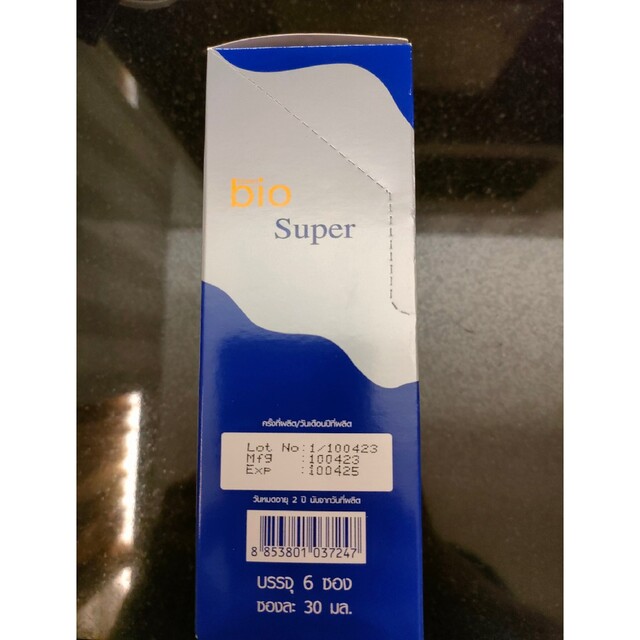 bio
Super
ครั้งที่ผลิต/วันเดือนปีที่ผลิต
Lot No:1/100423
Mfg :100423
Exp :100425
วันหมดอายุ 2 ปี นับจากวันที่ผลิต
8 853801 037247
บรรจุ 6 ซอง
ซองละ 30 มล.